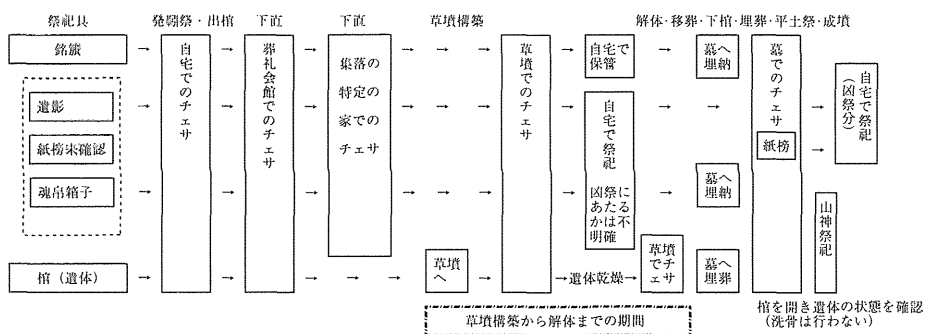 祭祀具
発靷祭・出棺
下直
下直
草墳構築
解体・移葬・下棺・埋葬・平土祭・成墳
銘旌
遺影
紙榜未確認
魂帛箱子
棺（遺体）
自宅でのチェサ
葬礼会館でのチェサ
集落の
特定の
家での
チェサ
草墳
へ
草墳でのチェサ
自宅で
保管
自宅で祭祀
凶祭に
あたる
かは不
明確
遺体乾燥
草墳
でチ
ェサ
墓へ
埋納
墓へ
埋納
墓へ
埋葬
墓でのチェサ
紙榜
自宅で祭祀
（凶祭分）
山神祭祀
棺を開き遺体の状態を確認
（洗骨は行わない）
草墳構築から解体までの期間